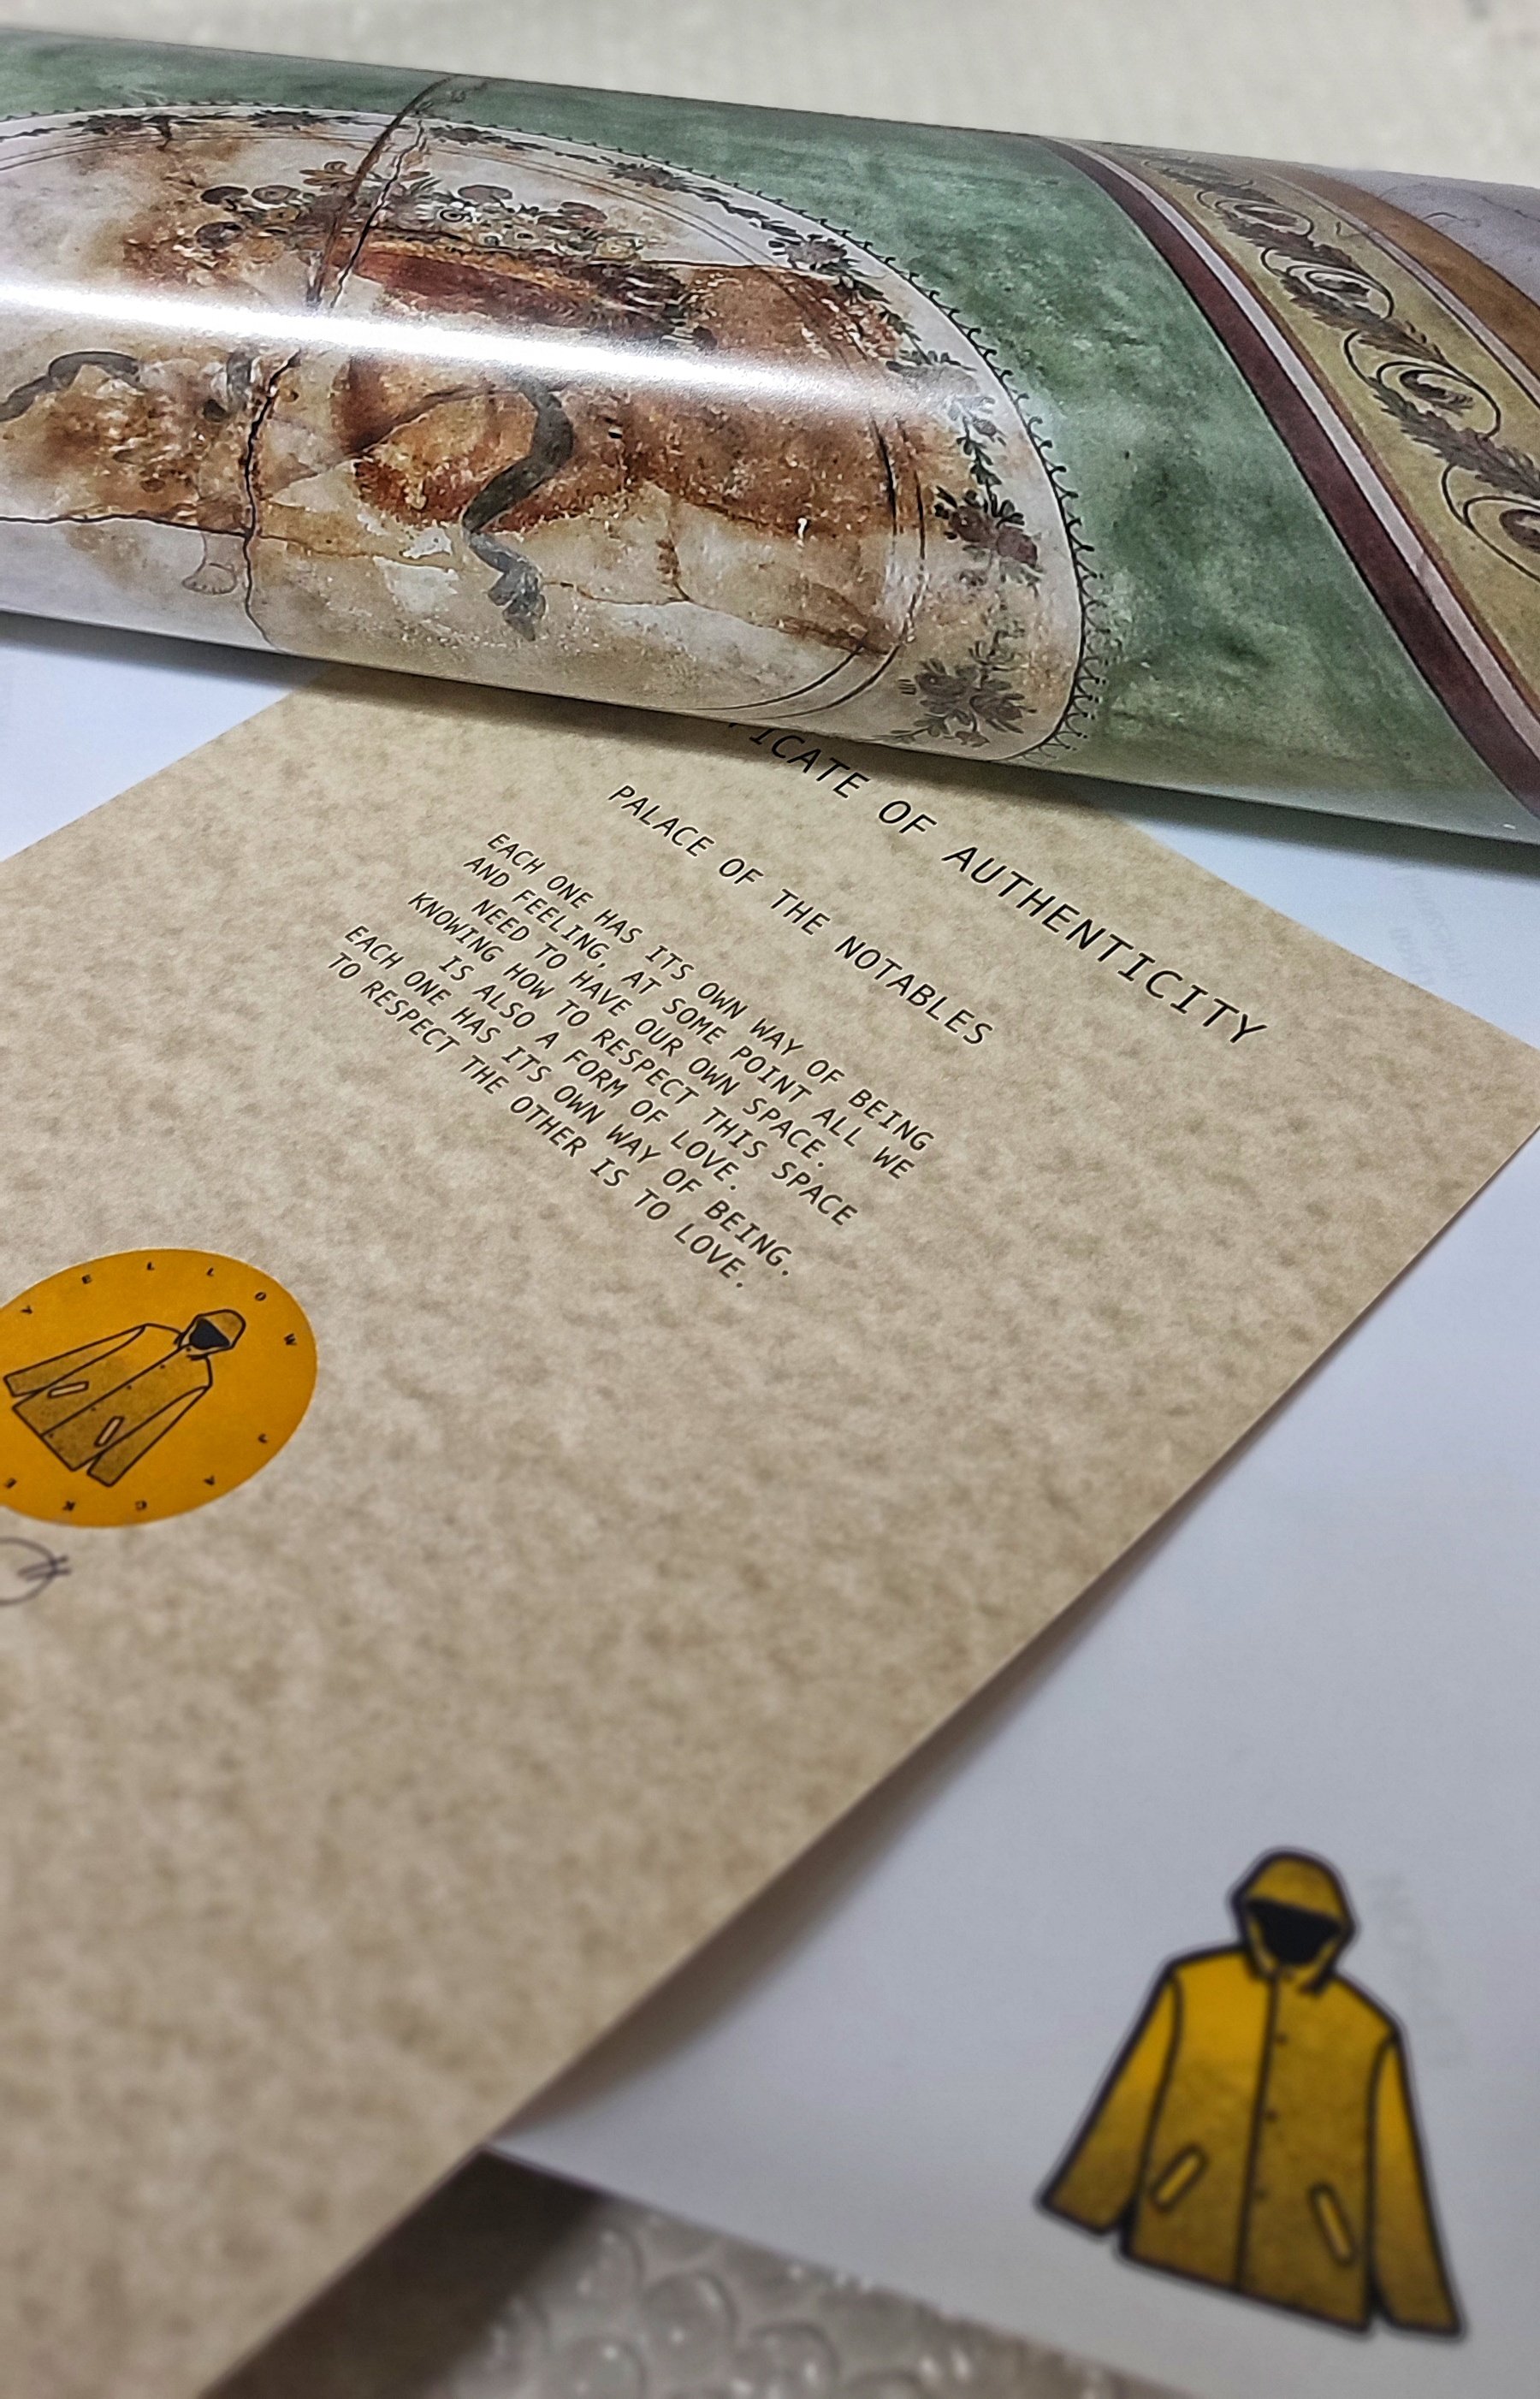 ICATE OF AUTHENTICITY
PALACE OF THE NOTABLES
EACH ONE HAS ITS OWN WAY OF BEING
AND FEELING, AT SOME POINT ALL WE
NEED TO HAVE OUR OWN SPACE.
KNOWING HOW TO RESPECT THIS SPACE
IS ALSO A FORM OF LOVE.
EACH ONE HAS ITS OWN WAY OF BEING.
TO RESPECT THE OTHER IS TO LOVE.
YELLOW
JACKE